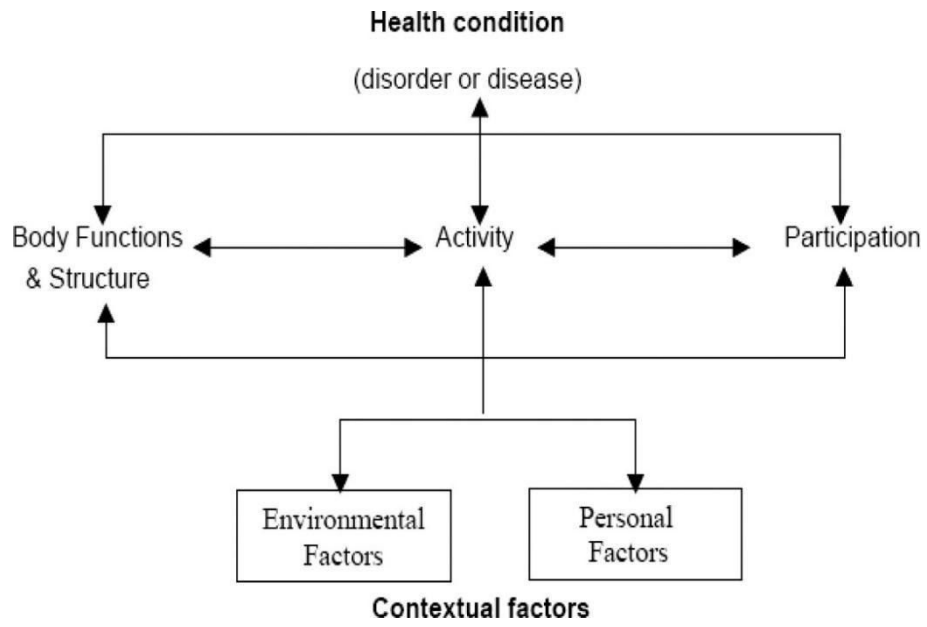 Health condition
(disorder or disease)
Body Functions
& Structure
Activity
Participation
Environmental
Factors
Personal
Factors
Contextual factors